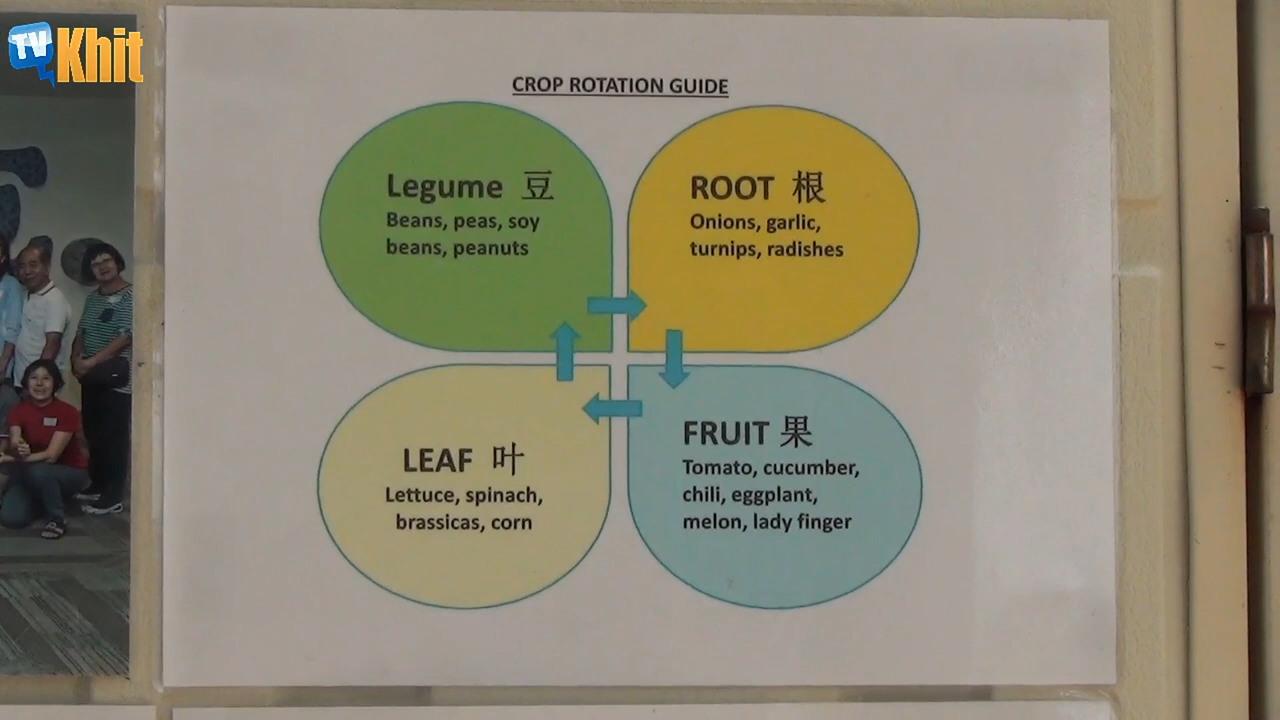 TV Khit
CROP ROTATION GUIDE
Legume 豆
Beans, peas, soy
beans, peanuts
ROOT 根
Onions, garlic,
turnips, radishes
LEAF 叶
Lettuce, spinach,
brassicas, corn
FRUIT 果
Tomato, cucumber,
chili, eggplant,
melon, lady finger